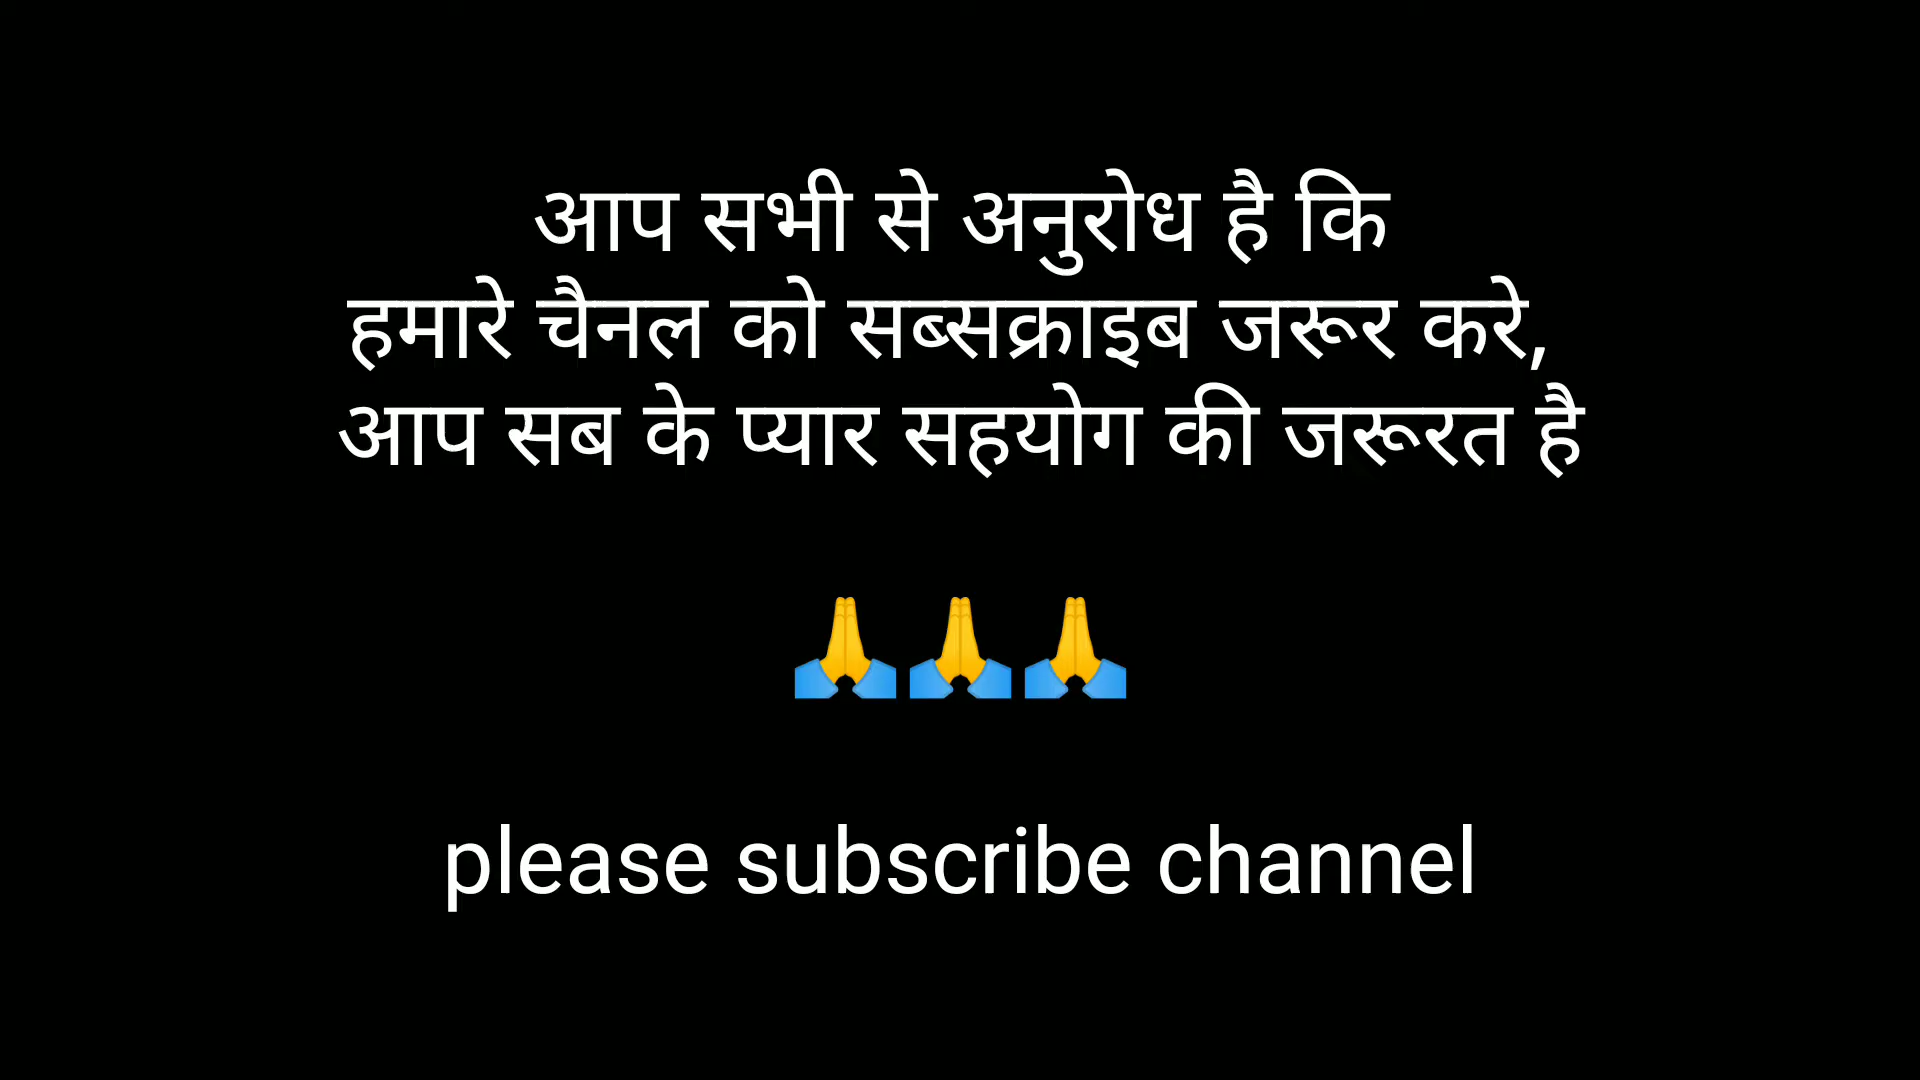 आप सभी से अनुरोध है कि
हमारे चैनल को सब्सक्राइब जरूर करे,
आप सब के प्यार सहयोग की जरूरत है
🙏🙏🙏
please subscribe channel